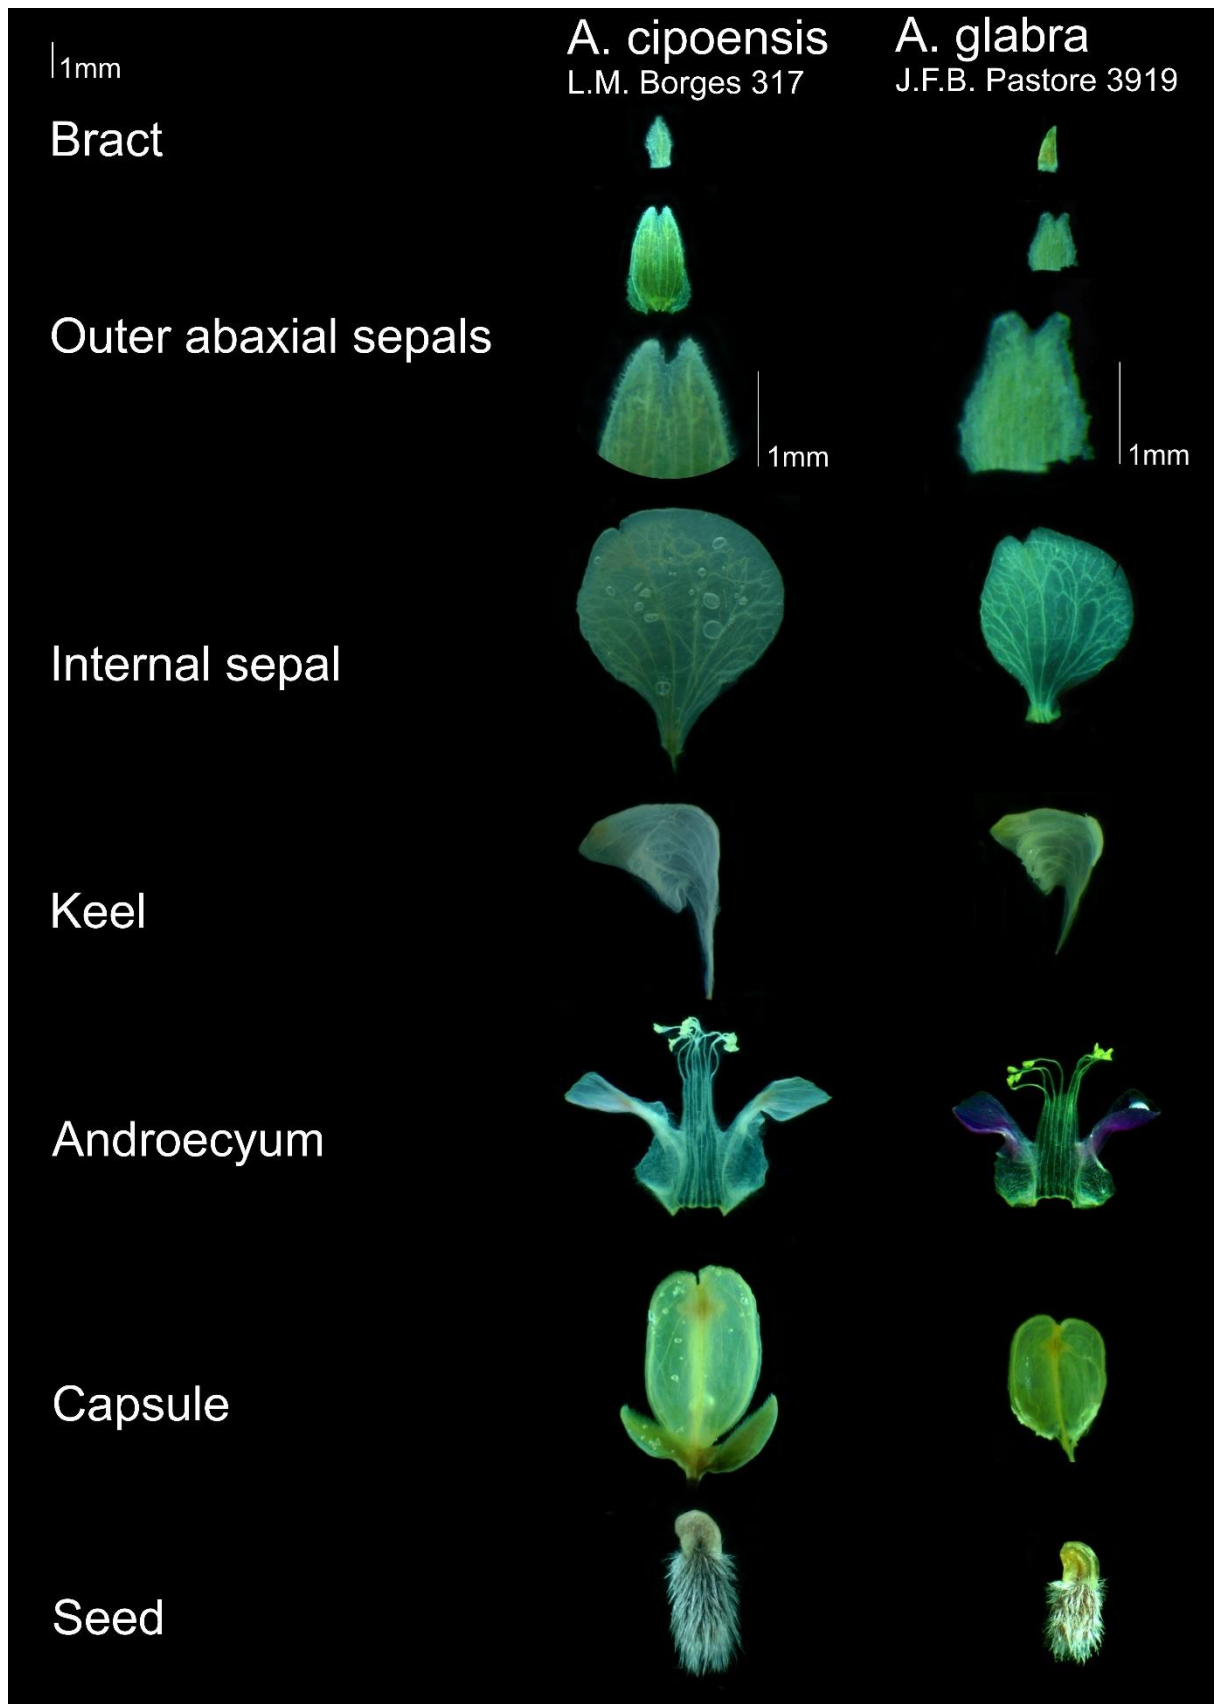 1mm
A. cipoensis
L.M. Borges 317
A. glabra
J.F.B. Pastore 3919
Bract
Outer abaxial sepals
1mm
1mm
Internal sepal
Keel
Androecyum
Capsule
Seed